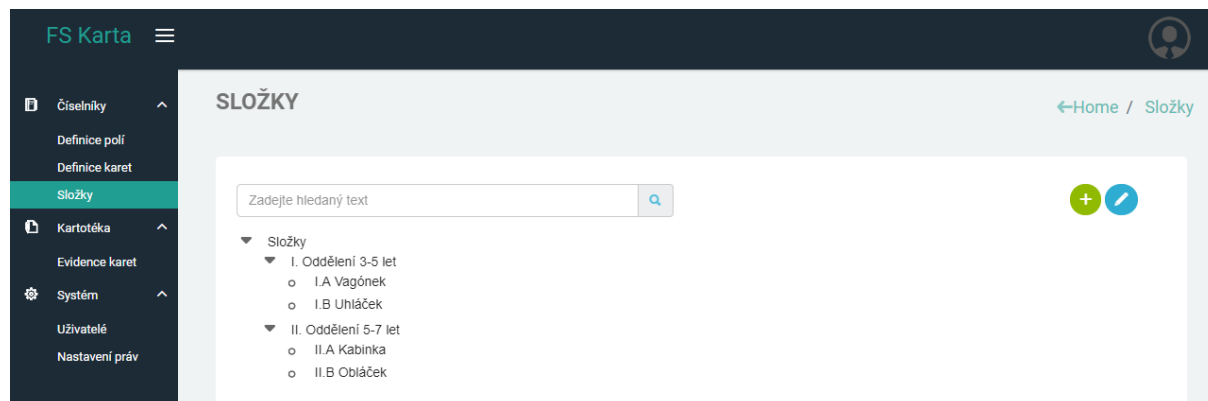 FS Karta
Číselníky
Definice polí
Definice karet
Složky
Kartotéka
Evidence karet
Systém
Uživatelé
Nastavení práv
SLOŽKY
Home / Složky
Zadejte hledaný text
Složky
I. Oddělení 3-5 let
I.A Vagónek
I.B Uhláček
II. Oddělení 5-7 let
II.A Kabinka
II.B Obláček